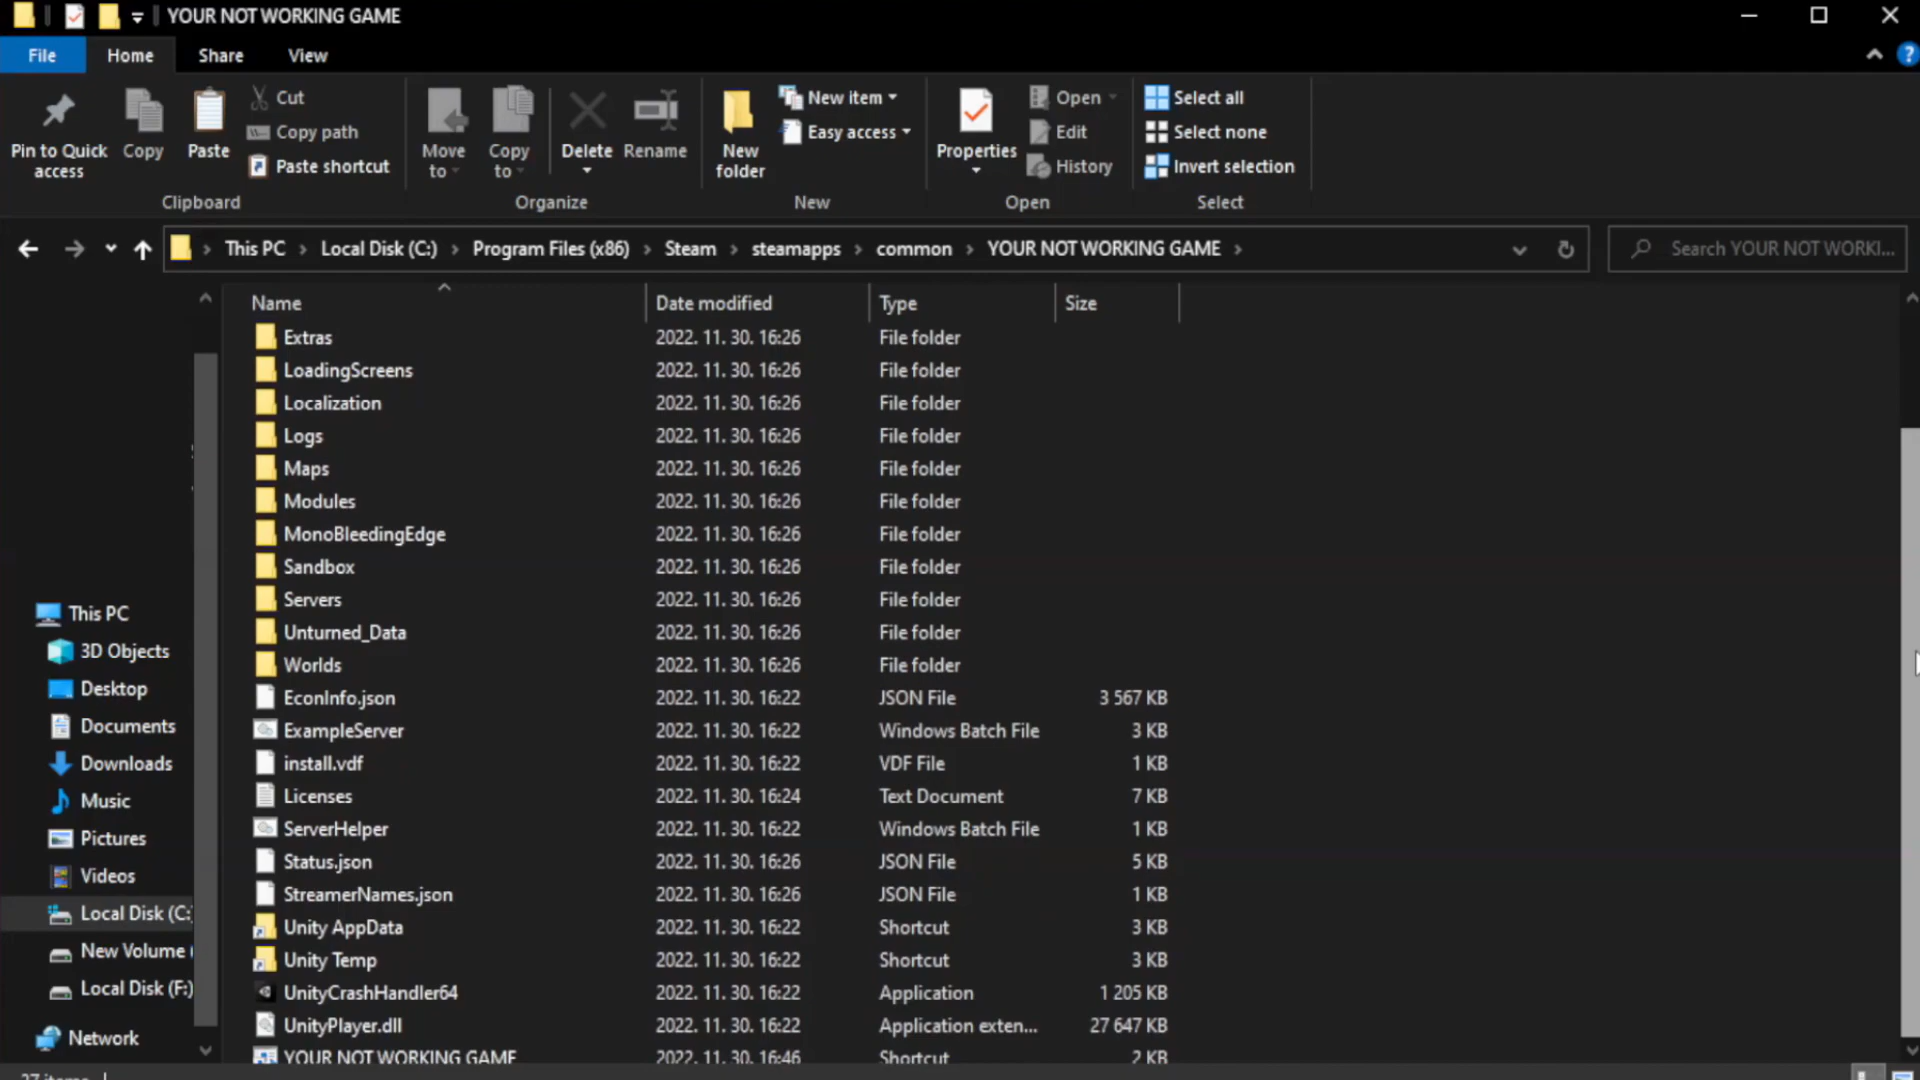 YOUR NOT WORKING GAME
File Home Share View
Pin to Quick access
Copy
Paste
Cut
Copy path
Paste shortcut
Clipboard
Move to
Copy to
Delete
Rename
Organize
New folder
New item
Easy access
New
Properties
Open
Edit
History
Open
Select all
Select none
Invert selection
Select
This PC › Local Disk (C:) › Program Files (x86) › Steam › steamapps › common › YOUR NOT WORKING GAME ›
Search YOUR NOT WORKI...
This PC
3D Objects
Desktop
Documents
Downloads
Music
Pictures
Videos
Local Disk (C:)
New Volume (
Local Disk (F:)
Network
Name Date modified Type Size
Extras 2022. 11. 30. 16:26 File folder
LoadingScreens 2022. 11. 30. 16:26 File folder
Localization 2022. 11. 30. 16:26 File folder
Logs 2022. 11. 30. 16:26 File folder
Maps 2022. 11. 30. 16:26 File folder
Modules 2022. 11. 30. 16:26 File folder
MonoBleedingEdge 2022. 11. 30. 16:26 File folder
Sandbox 2022. 11. 30. 16:26 File folder
Servers 2022. 11. 30. 16:26 File folder
Unturned_Data 2022. 11. 30. 16:26 File folder
Worlds 2022. 11. 30. 16:26 File folder
EconInfo.json 2022. 11. 30. 16:22 JSON File 3 567 KB
ExampleServer 2022. 11. 30. 16:22 Windows Batch File 3 KB
install.vdf 2022. 11. 30. 16:22 VDF File 1 KB
Licenses 2022. 11. 30. 16:24 Text Document 7 KB
ServerHelper 2022. 11. 30. 16:22 Windows Batch File 1 KB
Status.json 2022. 11. 30. 16:26 JSON File 5 KB
StreamerNames.json 2022. 11. 30. 16:22 JSON File 1 KB
Unity AppData 2022. 11. 30. 16:22 Shortcut 3 KB
Unity Temp 2022. 11. 30. 16:22 Shortcut 3 KB
UnityCrashHandler64 2022. 11. 30. 16:22 Application 1 205 KB
UnityPlayer.dll 2022. 11. 30. 16:22 Application exten... 27 647 KB
YOUR NOT WORKING GAME 2022. 11. 30. 16:46 Shortcut 2 KB
27 items